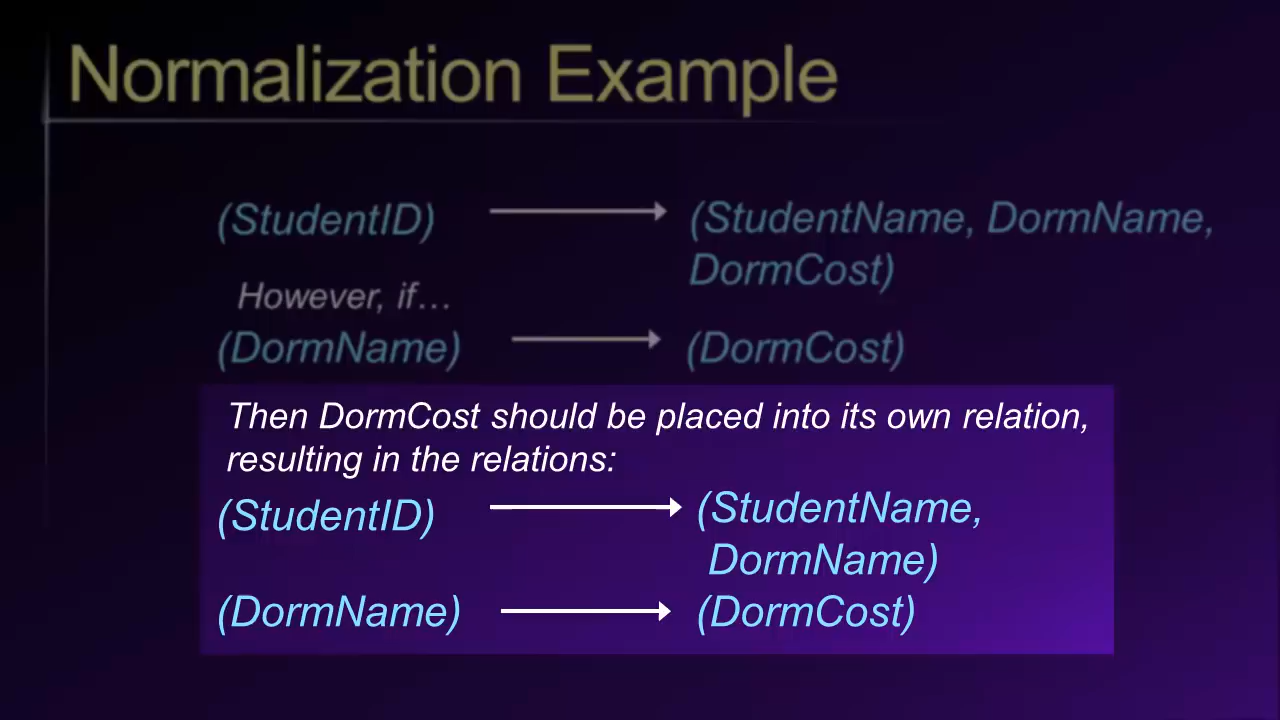 Normalization Example
(StudentID) (StudentName, DormName,
DormCost)
However, if…
(DormName) (DormCost)
Then DormCost should be placed into its own relation,
resulting in the relations:
(StudentID) (StudentName,
DormName)
(DormName) (DormCost)